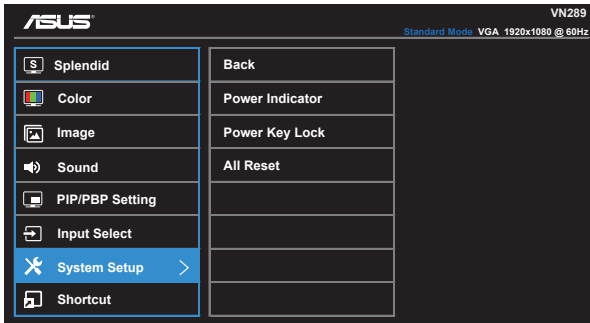 ASUS
VN289
Standard Mode VGA 1920x1080 @ 60Hz
S Splendid
Color
Image
Sound
PIP/PBP Setting
Input Select
System Setup >
Shortcut
Back
Power Indicator
Power Key Lock
All Reset